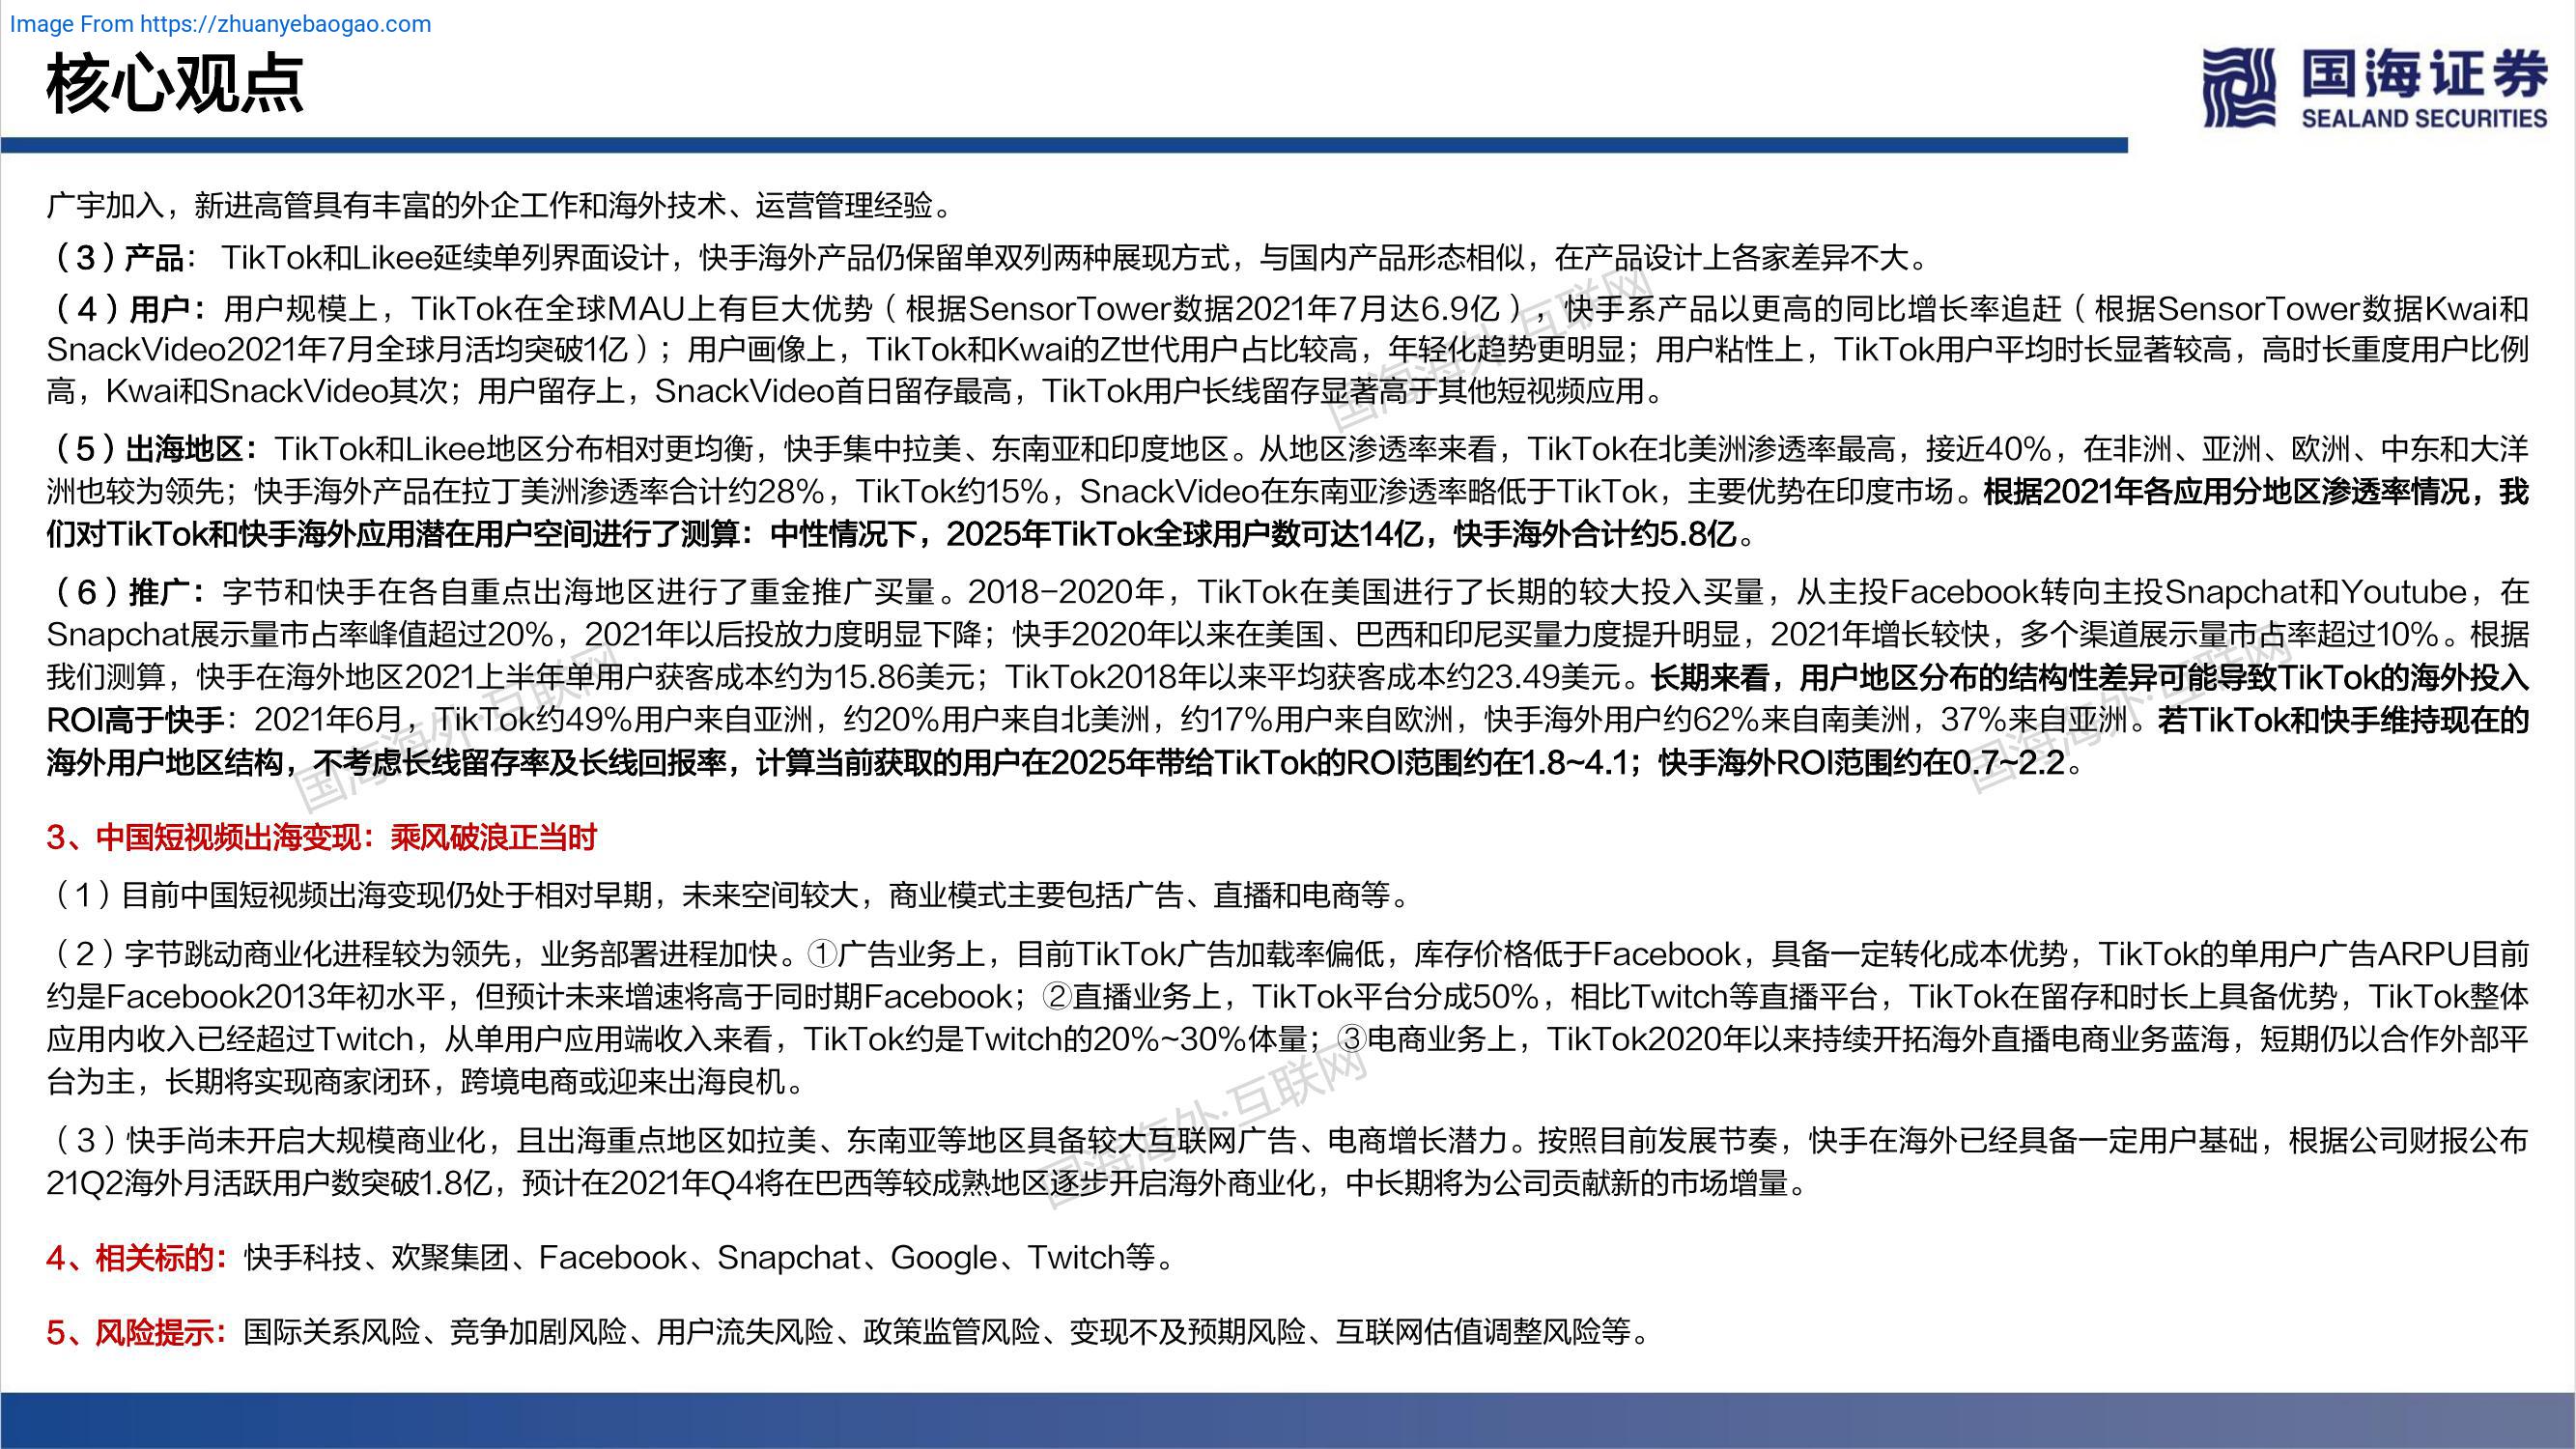 Image From https://zhuanyebaogao.com
核心观点
国海证券
SEALAND SECURITIES
广宇加入，新进高管具有丰富的外企工作和海外技术、运营管理经验。
（3）产品： TikTok和Likee延续单列界面设计，快手海外产品仍保留单双列两种展现方式，与国内产品形态相似，在产品设计上各家差异不大。
（4）用户：用户规模上，TikTok在全球MAU上有巨大优势（根据SensorTower数据2021年7月达6.9亿），快手系产品以更高的同比增长率追赶（根据SensorTower数据Kwai和
SnackVideo2021年7月全球月活均突破1亿）；用户画像上，TikTok和Kwai的Z世代用户占比较高，年轻化趋势更明显；用户粘性上，TikTok用户平均时长显著较高，高时长重度用户比例
高，Kwai和SnackVideo其次；用户留存上，SnackVideo首日留存最高，TikTok用户长线留存显著高于其他短视频应用。
（5）出海地区：TikTok和Likee地区分布相对更均衡，快手集中拉美、东南亚和印度地区。从地区渗透率来看，TikTok在北美洲渗透率最高，接近40%，在非洲、亚洲、欧洲、中东和大洋
洲也较为领先；快手海外产品在拉丁美洲渗透率合计约28%，TikTok约15%，SnackVideo在东南亚渗透率略低于TikTok，主要优势在印度市场。根据2021年各应用分地区渗透率情况，我
们对TikTok和快手海外应用潜在用户空间进行了测算：中性情况下，2025年TikTok全球用户数可达14亿，快手海外合计约5.8亿。
（6）推广：字节和快手在各自重点出海地区进行了重金推广买量。2018-2020年，TikTok在美国进行了长期的较大投入买量，从主投Facebook转向主投Snapchat和Youtube，在
Snapchat展示量市占率峰值超过20%，2021年以后投放力度明显下降；快手2020年以来在美国、巴西和印尼买量力度提升明显，2021年增长较快，多个渠道展示量市占率超过10%。根据
我们测算，快手在海外地区2021上半年单用户获客成本约为15.86美元；TikTok2018年以来平均获客成本约23.49美元。长期来看，用户地区分布的结构性差异可能导致TikTok的海外投入
ROI高于快手：2021年6月，TikTok约49%用户来自亚洲，约20%用户来自北美洲，约17%用户来自欧洲，快手海外用户约62%来自南美洲，37%来自亚洲。若TikTok和快手维持现在的
海外用户地区结构，不考虑长线留存率及长线回报率，计算当前获取的用户在2025年带给TikTok的ROI范围约在1.8~4.1；快手海外ROI范围约在0.7~2.2。
3、中国短视频出海变现：乘风破浪正当时
（1）目前中国短视频出海变现仍处于相对早期，未来空间较大，商业模式主要包括广告、直播和电商等。
（2）字节跳动商业化进程较为领先，业务部署进程加快。①广告业务上，目前TikTok广告加载率偏低，库存价格低于Facebook，具备一定转化成本优势，TikTok的单用户广告ARPU目前
约是Facebook2013年初水平，但预计未来增速将高于同时期Facebook；②直播业务上，TikTok平台分成50%，相比Twitch等直播平台，TikTok在留存和时长上具备优势，TikTok整体
应用内收入已经超过Twitch，从单用户应用端收入来看，TikTok约是Twitch的20%~30%体量；③电商业务上，TikTok2020年以来持续开拓海外直播电商业务蓝海，短期仍以合作外部平
台为主，长期将实现商家闭环，跨境电商或迎来出海良机。
（3）快手尚未开启大规模商业化，且出海重点地区如拉美、东南亚等地区具备较大互联网广告、电商增长潜力。按照目前发展节奏，快手在海外已经具备一定用户基础，根据公司财报公布
21Q2海外月活跃用户数突破1.8亿，预计在2021年Q4将在巴西等较成熟地区逐步开启海外商业化，中长期将为公司贡献新的市场增量。
4、相关标的：快手科技、欢聚集团、Facebook、Snapchat、Google、Twitch等。
5、风险提示：国际关系风险、竞争加剧风险、用户流失风险、政策监管风险、变现不及预期风险、互联网估值调整风险等。
国海海外·互联网
国海海外·互联网
国海海外·互联网
国海海外·互联网